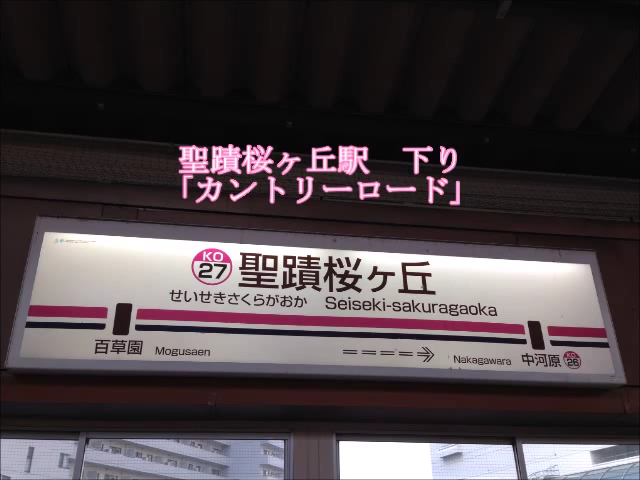 聖蹟桜ヶ丘駅　下り
「カントリーロード」
KO
27
聖蹟桜ヶ丘
せいせきさくらがおか Seiseki-sakuragaoka
百草園 Mogusaen
Nakagawara 中河原 KO 26